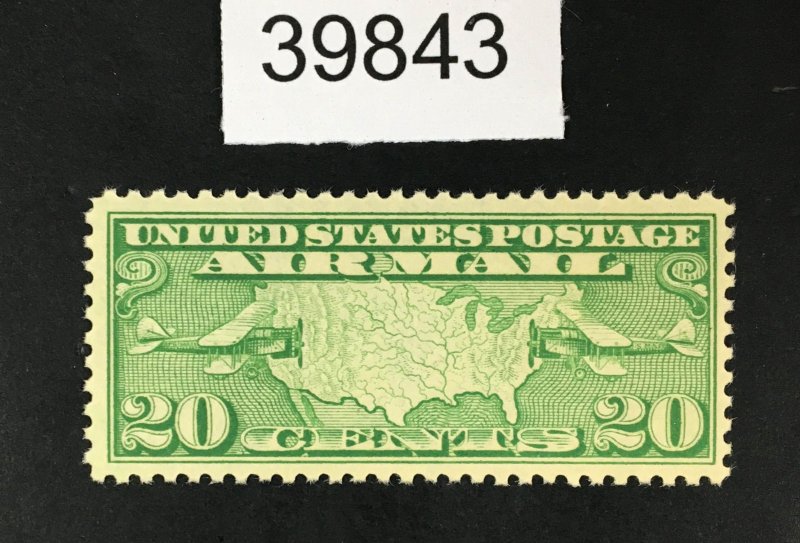 39843
UNITED STATES POSTAGE
AIR MAIL
20 CENTS 20